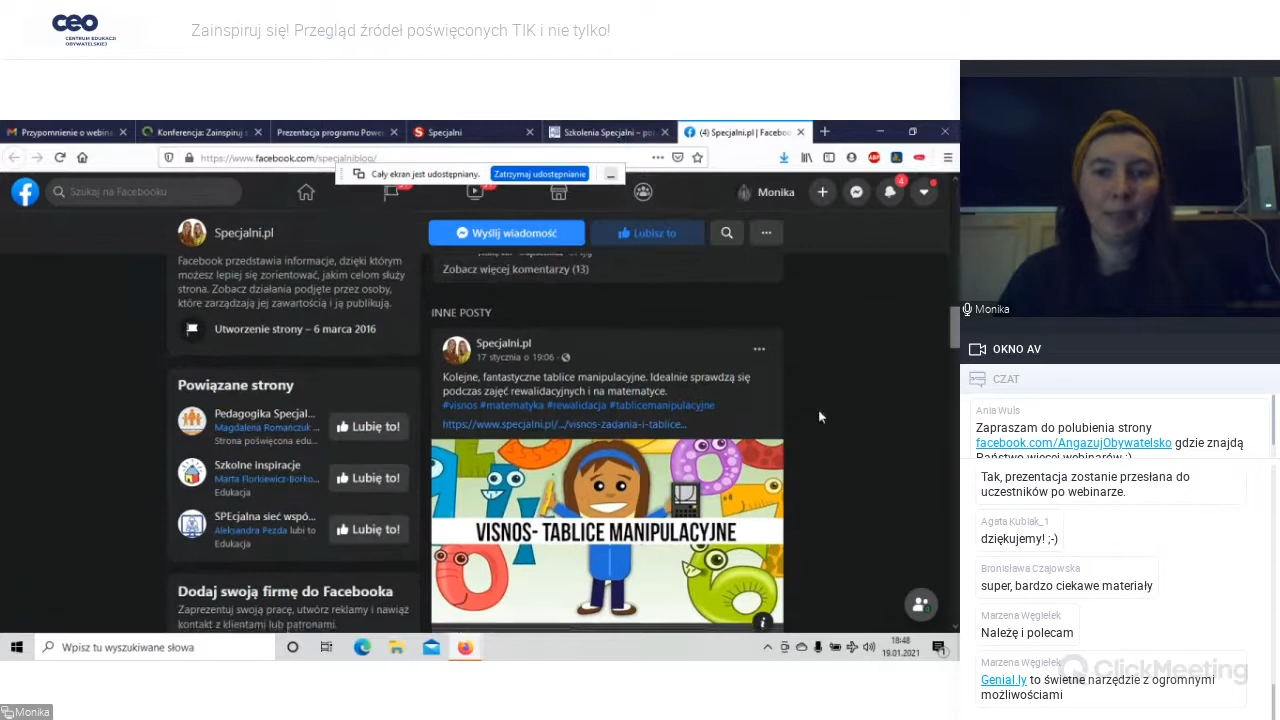 ceo
CENTRUM EDUKACJI
OBYWATELSKIEJ
Zainspiruj się! Przegląd źródeł poświęconych TIK i nie tylko!
Przypomnienie o webina
Konferencja: Zainspiruj s
Prezentacja programu Power
Specjalni
Szkolenia Specjalni – poz
(4) Specjalni.pl | Faceboo
https://www.facebook.com/specjalniblog/
Cały ekran jest udostępniany.
Zatrzymaj udostępnianie
Szukaj na Facebooku
Monika
4
Specjalni.pl
Wyślij wiadomość
Lubisz to
Facebook przedstawia informacje, dzięki którym
możesz lepiej się zorientować, jakim celom służy
strona. Zobacz działania podjęte przez osoby,
które zarządzają jej zawartością i ją publikują.
Utworzenie strony – 6 marca 2016
Powiązane strony
Pedagogika Specjal...
Magdalena Romańczuk
Strona poświęcona edu...
Lubię to!
Szkolne inspiracje
Marta Florkiewicz-Borko...
Edukacja
Lubię to!
SPEcjalna sieć wspó...
Aleksandra Pezda lubi to
Edukacja
Lubię to!
Dodaj swoją firmę do Facebooka
Zaprezentuj swoją pracę, utwórz reklamy i nawiąż
kontakt z klientami lub patronami.
Zobacz więcej komentarzy (13)
INNE POSTY
Specjalni.pl
17 stycznia o 19:06
Kolejne, fantastyczne tablice manipulacyjne. Idealnie sprawdzą się
podczas zajęć rewalidacyjnych i na matematyce.
#visnos #matematyka #rewalidacja #tablicemanipulacyjne
https://www.specjalni.pl/.../visnos-zadania-i-tablice...
VISNOS- TABLICE MANIPULACYJNE
Wpisz tu wyszukiwane słowa
18:48
19.01.2021
1
Monika
Monika
OKNO AV
CZAT
Ania Wuls
Zapraszam do polubienia strony
facebook.com/AngazujObywatelsko gdzie znajdą
Państwo więcej webinarów :)
Tak, prezentacja zostanie przesłana do
uczestników po webinarze.
Agata Kubiak_1
dziękujemy! ;-)
Bronisława Czajowska
super, bardzo ciekawe materiały
Marzena Węgiełek
Należę i polecam
Marzena Węgiełek
Genial.ly to świetne narzędzie z ogromnymi
możliwościami
ClickMeeting